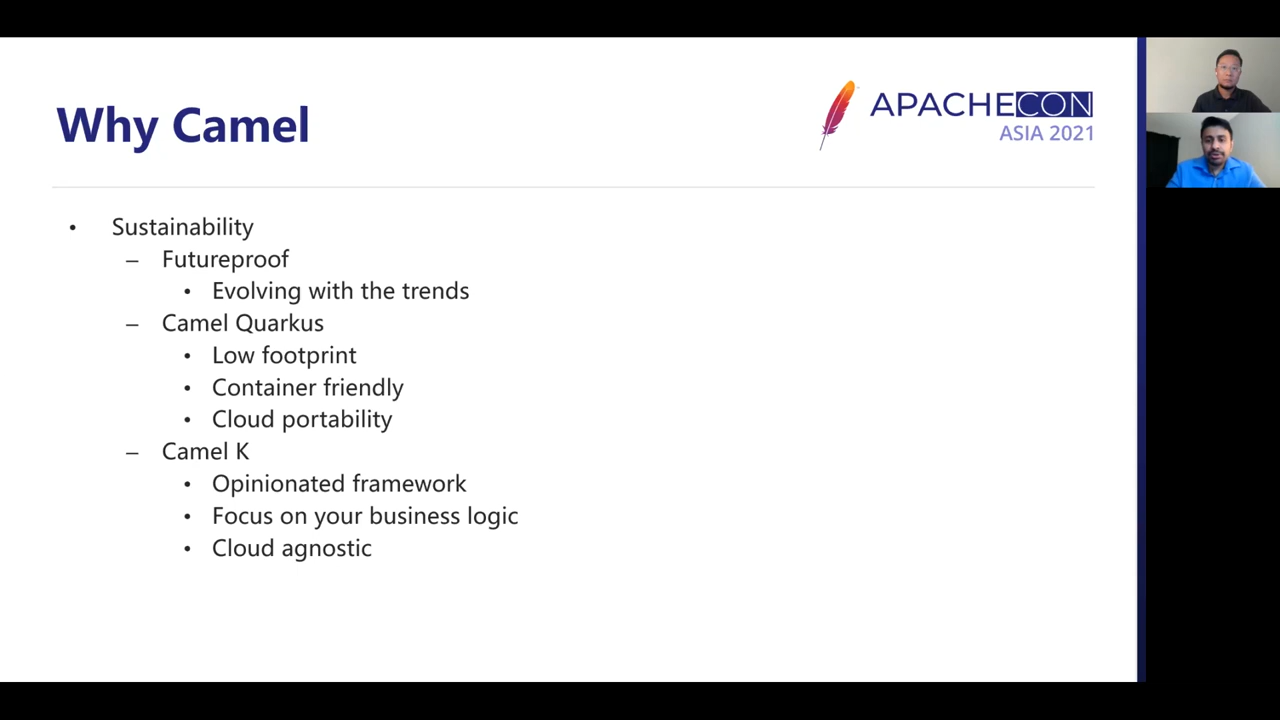 Why Camel
APACHECON
ASIA 2021
• Sustainability
– Futureproof
• Evolving with the trends
– Camel Quarkus
• Low footprint
• Container friendly
• Cloud portability
– Camel K
• Opinionated framework
• Focus on your business logic
• Cloud agnostic